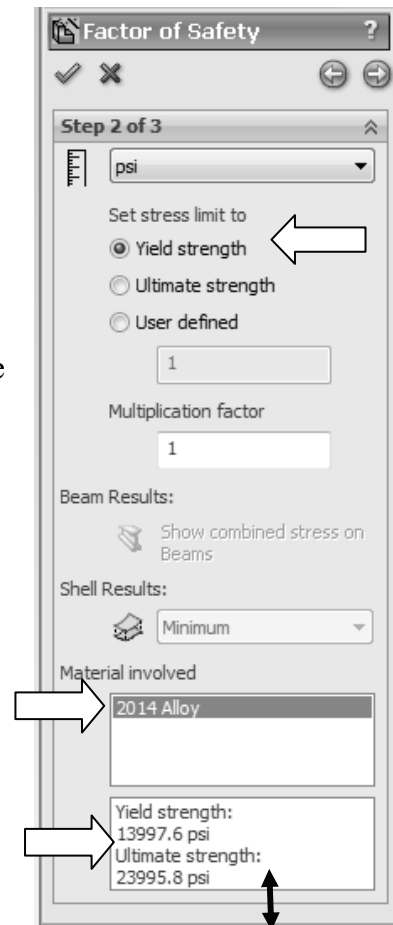 Factor of Safety ?
Step 2 of 3
psi
Set stress limit to
Yield strength
Ultimate strength
User defined
e
1
Multiplication factor
1
Beam Results:
Show combined stress on
Beams
Shell Results:
Minimum
Material involved
2014 Alloy
Yield strength:
13997.6 psi
Ultimate strength:
23995.8 psi